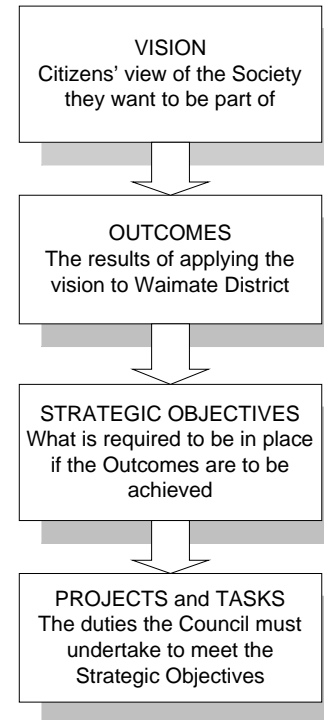 VISION
Citizens' view of the Society
they want to be part of
OUTCOMES
The results of applying the
vision to Waimate District
STRATEGIC OBJECTIVES
What is required to be in place
if the Outcomes are to be
achieved
PROJECTS and TASKS
The duties the Council must
undertake to meet the
Strategic Objectives